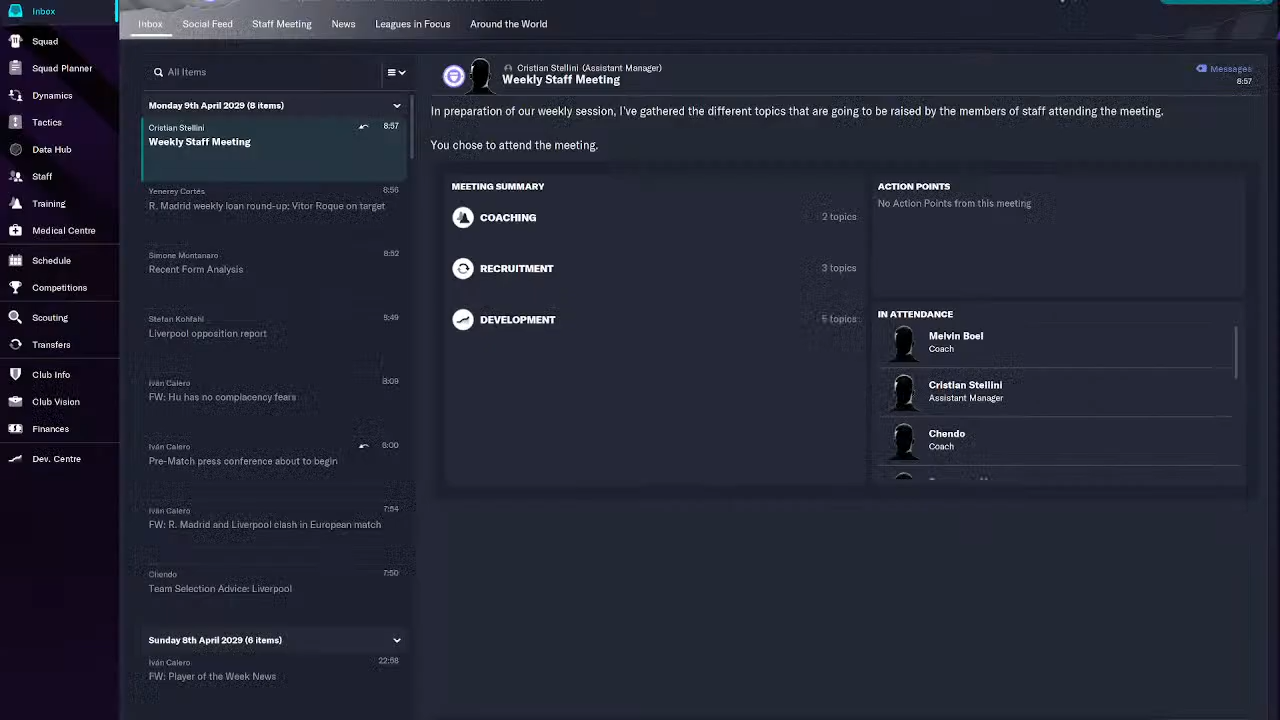 Inbox
Squad
Squad Planner
Dynamics
Tactics
Data Hub
Staff
Training
Medical Centre
Schedule
Competitions
Scouting
Transfers
Club Info
Club Vision
Finances
Dev. Centre
Inbox Social Feed Staff Meeting News Leagues in Focus Around the World
All Items
Monday 9th April 2029 (8 items)
Cristian Stellini 8:57
Weekly Staff Meeting
Yenerey Cortés 8:56
R. Madrid weekly loan round-up: Vitor Roque on target
Simone Montanaro 8:52
Recent Form Analysis
Stefan Kohfahl 8:49
Liverpool opposition report
Iván Calero 8:09
FW: Hu has no complacency fears
Iván Calero 8:00
Pre-Match press conference about to begin
Iván Calero 7:54
FW: R. Madrid and Liverpool clash in European match
Chendo 7:50
Team Selection Advice: Liverpool
Sunday 8th April 2029 (6 items)
Iván Calero 22:58
FW: Player of the Week News
Cristian Stellini (Assistant Manager)
Weekly Staff Meeting
Messages
8:57
In preparation of our weekly session, I've gathered the different topics that are going to be raised by the members of staff attending the meeting.
You chose to attend the meeting.
MEETING SUMMARY
COACHING 2 topics
RECRUITMENT 3 topics
DEVELOPMENT 5 topics
ACTION POINTS
No Action Points from this meeting
IN ATTENDANCE
Melvin Boel
Coach
Cristian Stellini
Assistant Manager
Chendo
Coach